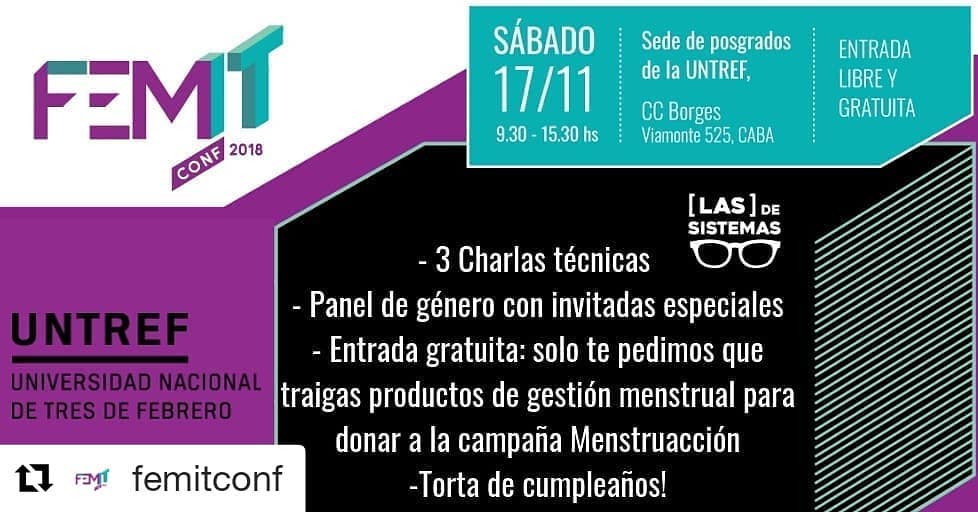 FEMIT
CONF 2018
SÁBADO
17/11
9.30 - 15.30 hs
Sede de posgrados
de la UNTREF,
CC Borges
Viamonte 525, CABA
ENTRADA
LIBRE Y
GRATUITA
[LAS] DE
SISTEMAS
- 3 Charlas técnicas
- Panel de género con invitadas especiales
- Entrada gratuita: solo te pedimos que
traigas productos de gestión menstrual para
donar a la campaña Menstruacción
-Torta de cumpleaños!
UNTREF
UNIVERSIDAD NACIONAL
DE TRES DE FEBRERO
FEMIT
femitconf